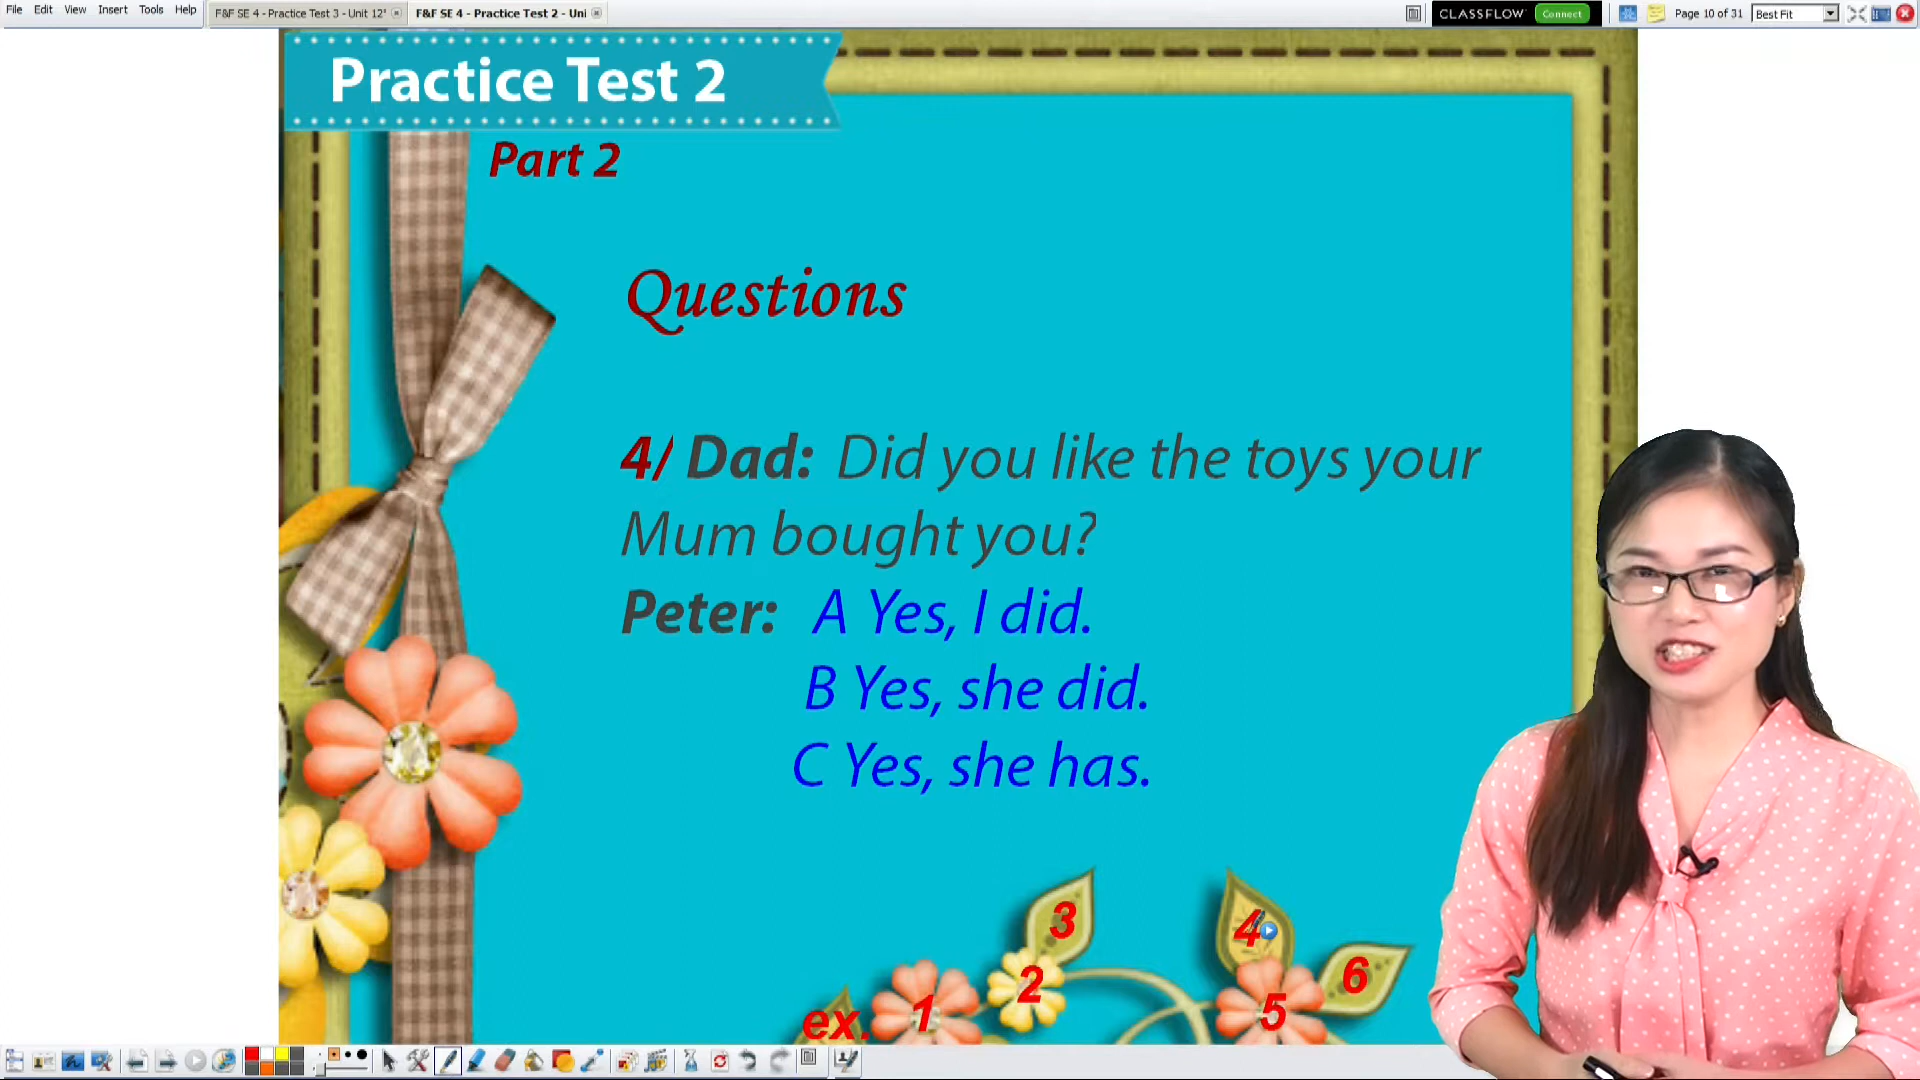 File Edit View Insert Tools Help
F&F SE 4 - Practice Test 3 - Unit 12*
F&F SE 4 - Practice Test 2 - Uni
CLASSFLOW Connect
Page 10 of 31
Best Fit
Practice Test 2
Part 2
Questions
4/ Dad: Did you like the toys your
Mum bought you?
Peter: A Yes, I did.
B Yes, she did.
C Yes, she has.
3
4
2
6
1
5
ex.